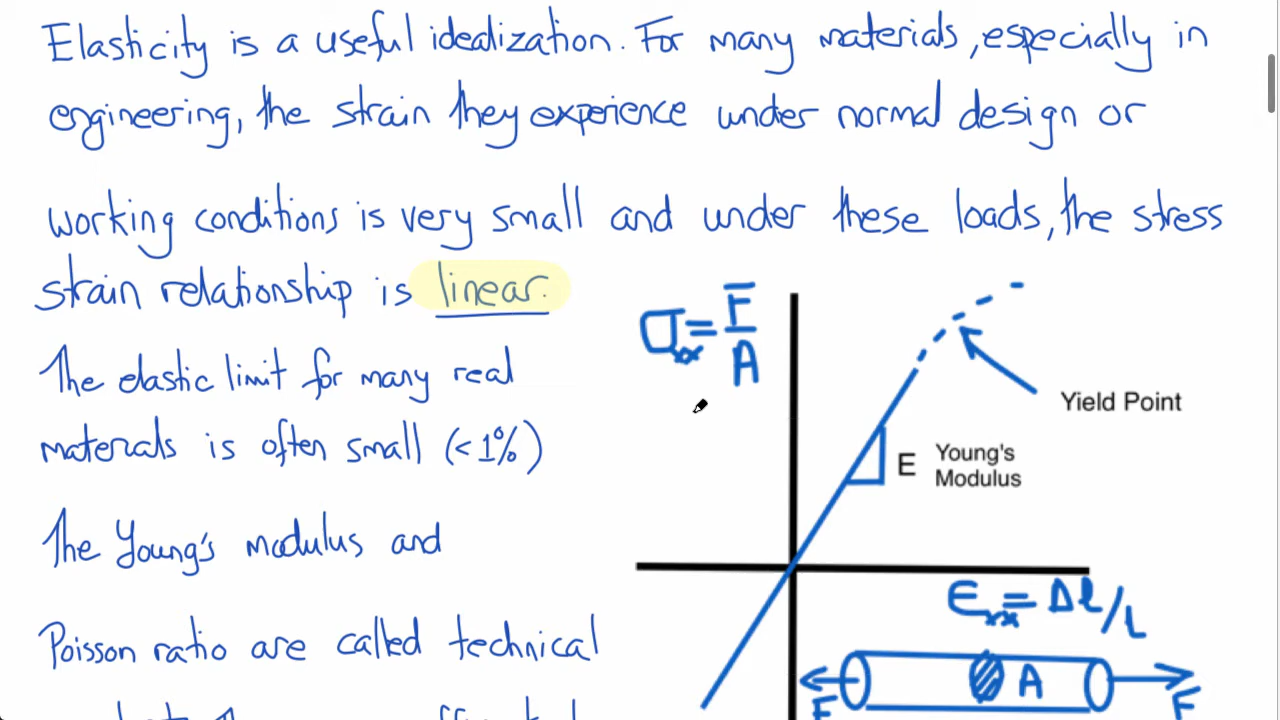 Elasticity is a useful idealization. For many materials, especially in
engineering, the strain they experience under normal design or
working conditions is very small and under these loads, the stress
strain relationship is linear.
The elastic limit for many real
materials is often small (<1%)
The Young's modulus and
Poisson ratio are called technical
σxx = F/A
Yield Point
E Young's
Modulus
Exx = Δl/L
A
F F